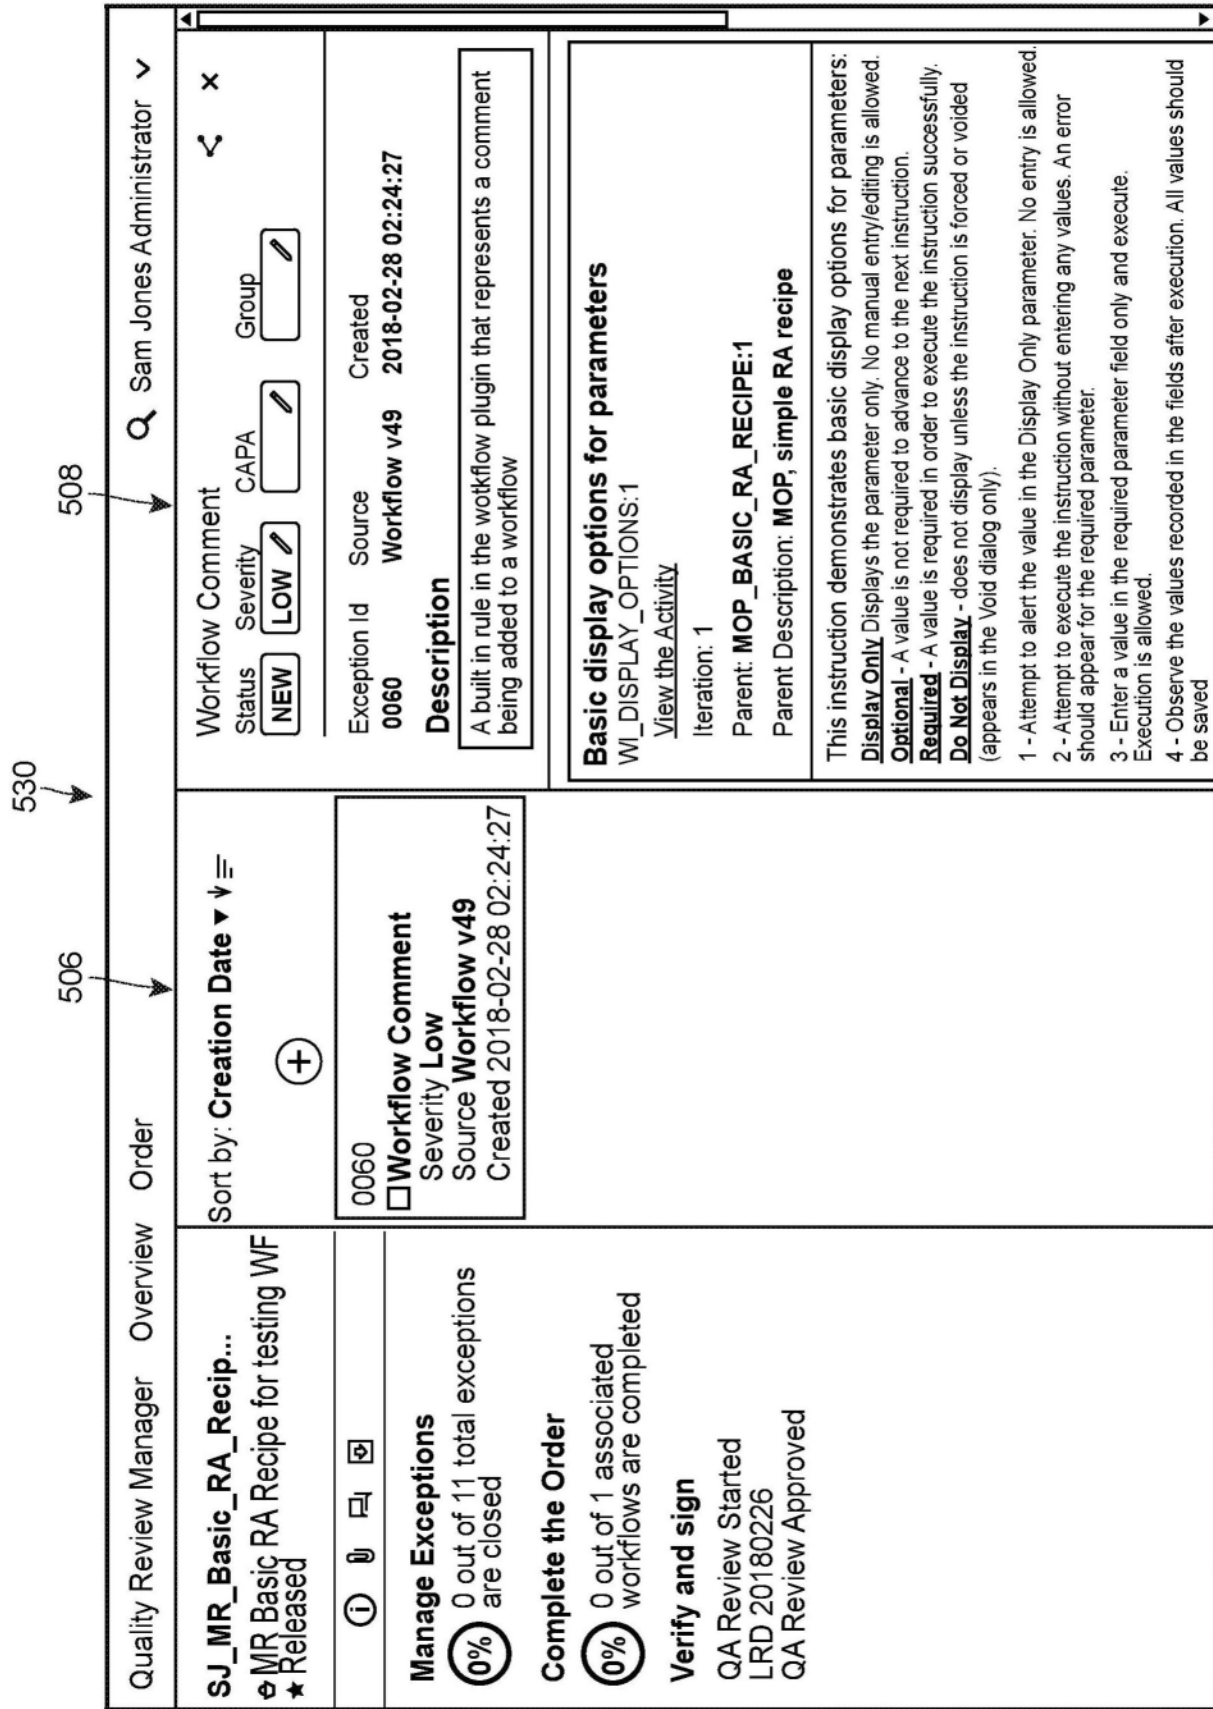 530
506
508
Quality Review Manager Overview Order
Sam Jones Administrator
SJ_MR_Basic_RA_Recip...
MR Basic RA Recipe for testing WF
Released
Manage Exceptions
0% 0 out of 11 total exceptions
are closed
Complete the Order
0% 0 out of 1 associated
workflows are completed
Verify and sign
QA Review Started
LRD 20180226
QA Review Approved
Sort by: Creation Date
0060
Workflow Comment
Severity Low
Source Workflow v49
Created 2018-02-28 02:24:27
Workflow Comment
Status Severity CAPA Group
NEW LOW
Exception Id Source Created
0060 Workflow v49 2018-02-28 02:24:27
Description
A built in rule in the wotkflow plugin that represents a comment
being added to a workflow
Basic display options for parameters
WI_DISPLAY_OPTIONS:1
View the Activity
Iteration: 1
Parent: MOP_BASIC_RA_RECIPE:1
Parent Description: MOP, simple RA recipe
This instruction demonstrates basic display options for parameters:
Display Only Displays the parameter only. No manual entry/editing is allowed.
Optional - A value is not required to advance to the next instruction.
Required - A value is required in order to execute the instruction successfully.
Do Not Display - does not display unless the instruction is forced or voided
(appears in the Void dialog only).
1 - Attempt to alert the value in the Display Only parameter. No entry is allowed.
2 - Attempt to execute the instruction without entering any values. An error
should appear for the required parameter.
3 - Enter a value in the required parameter field only and execute.
Execution is allowed.
4 - Observe the values recorded in the fields after execution. All values should
be saved